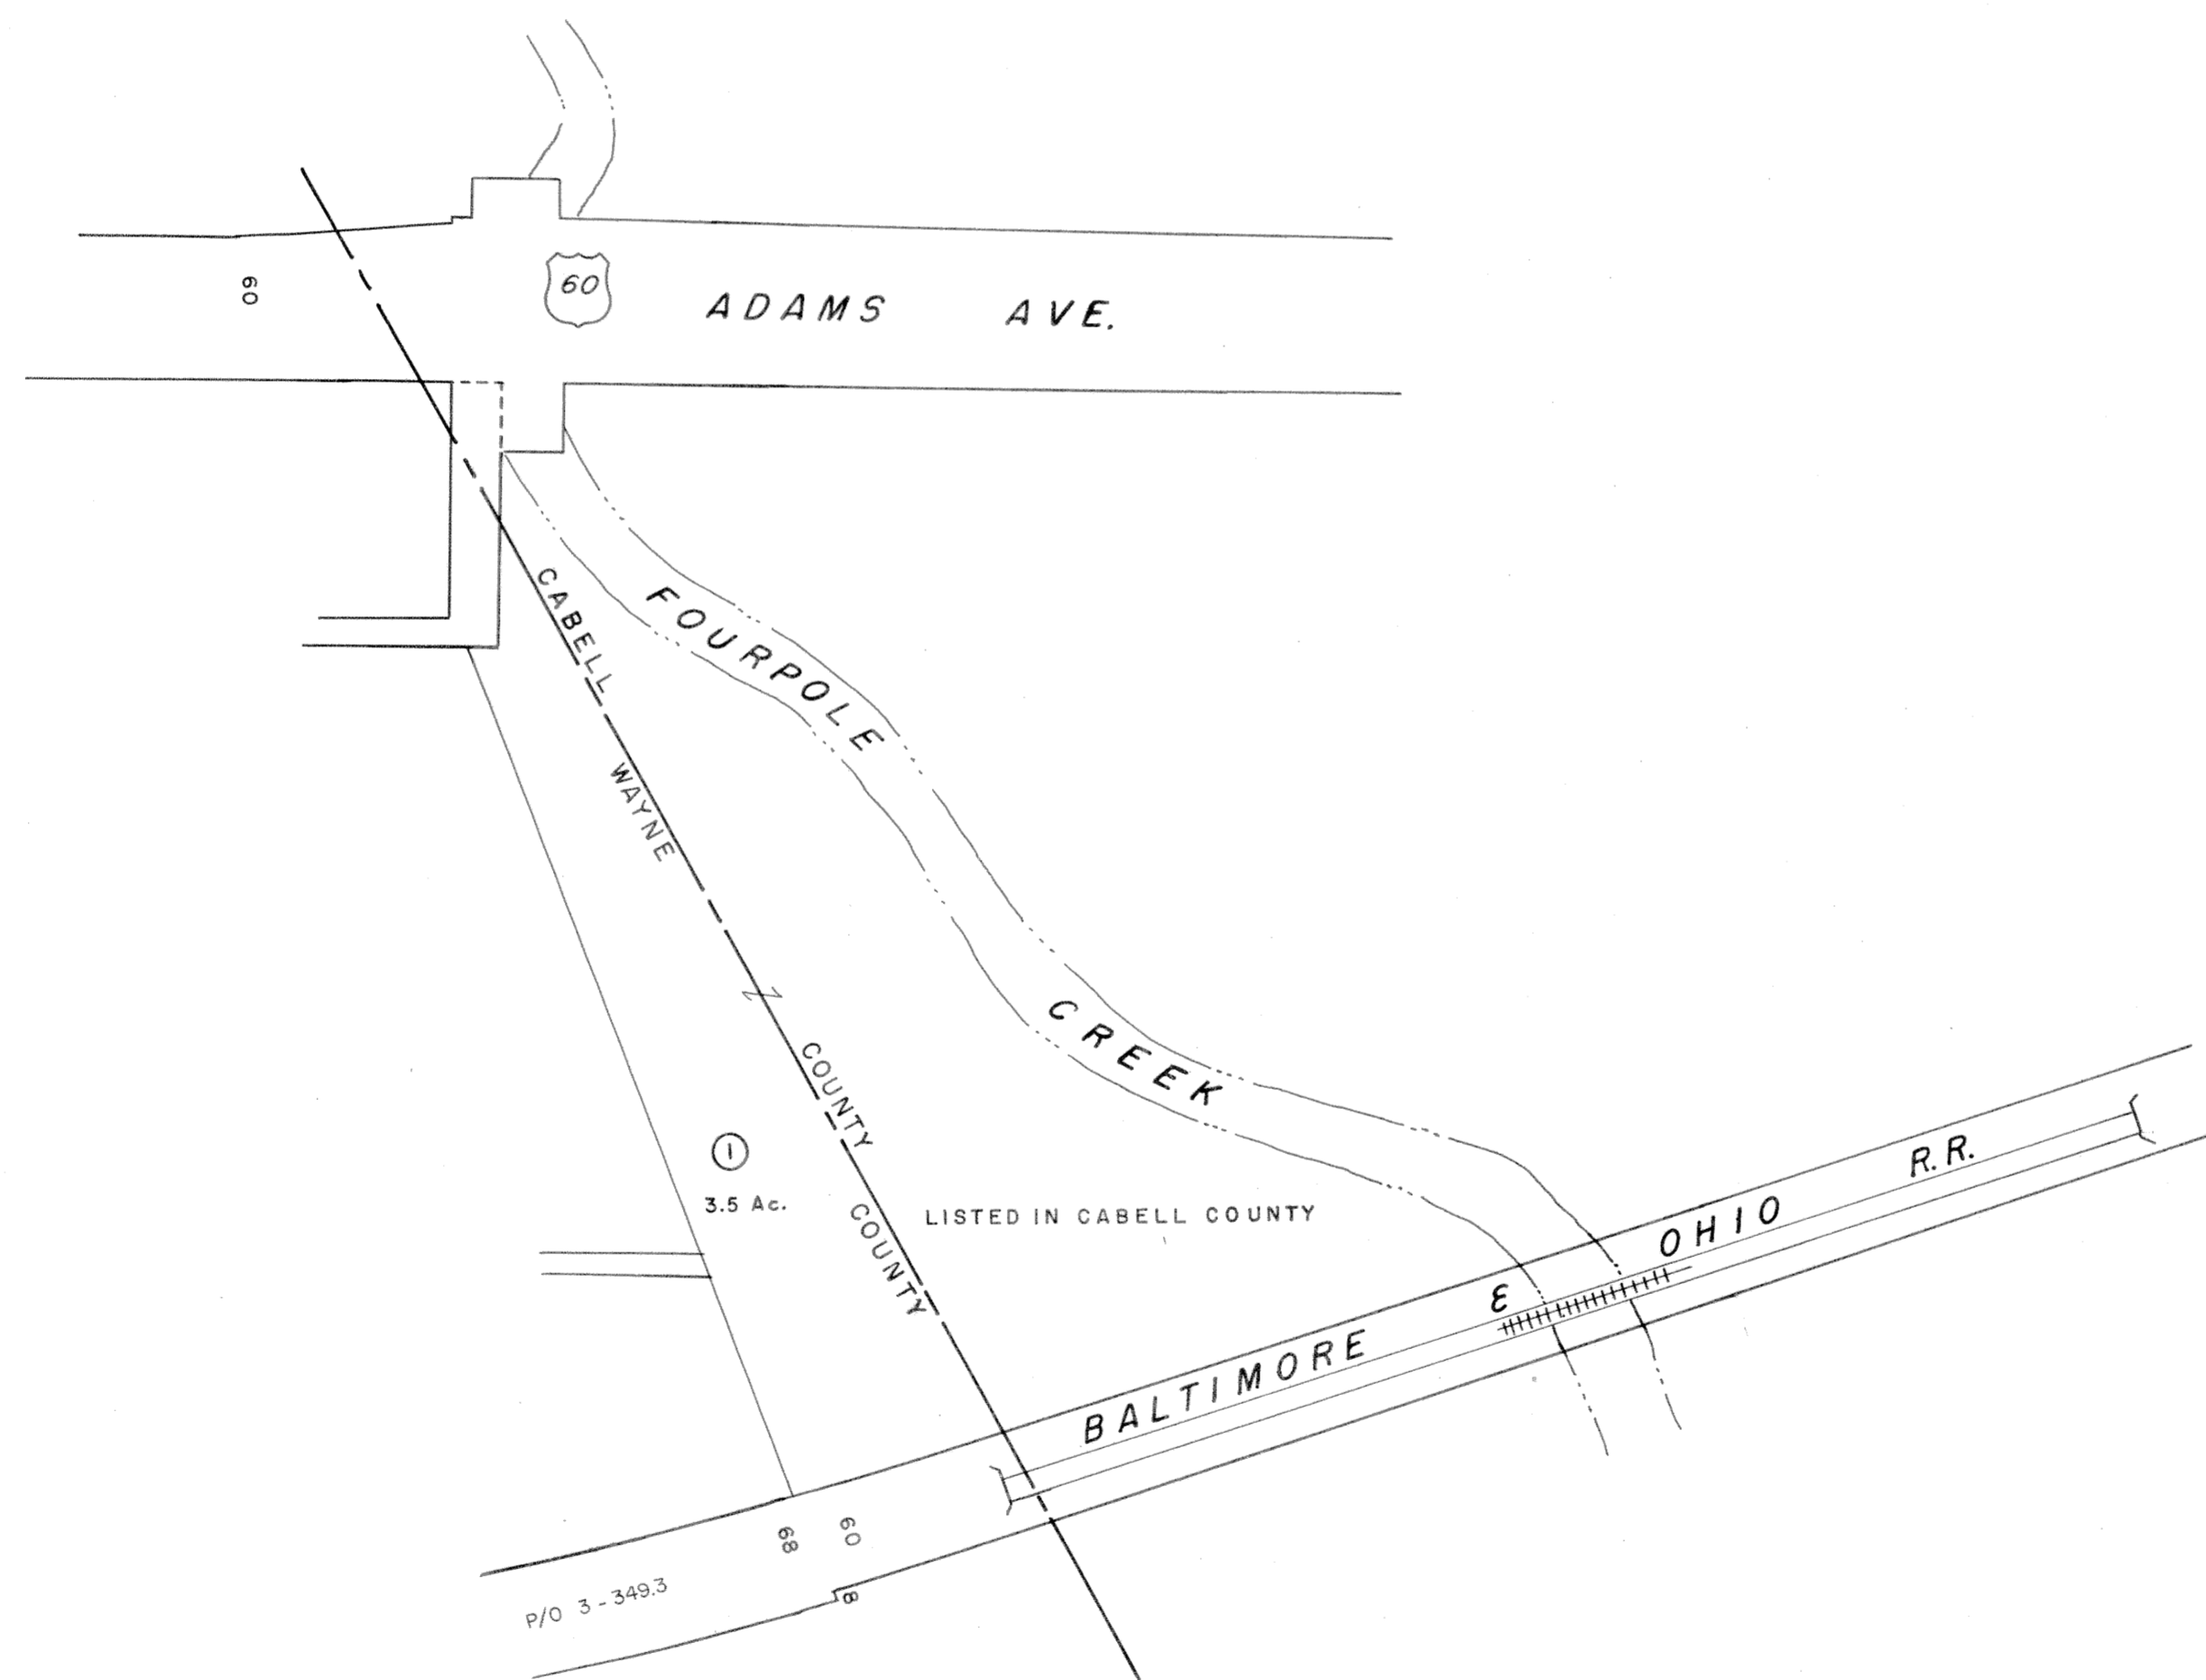 60
60
ADAMS AVE.
CABELL COUNTY
WAYNE COUNTY
FOURPOLE CREEK
1
3.5 Ac.
LISTED IN CABELL COUNTY
BALTIMORE & OHIO R.R.
68
60
8
P/O 3-349.3